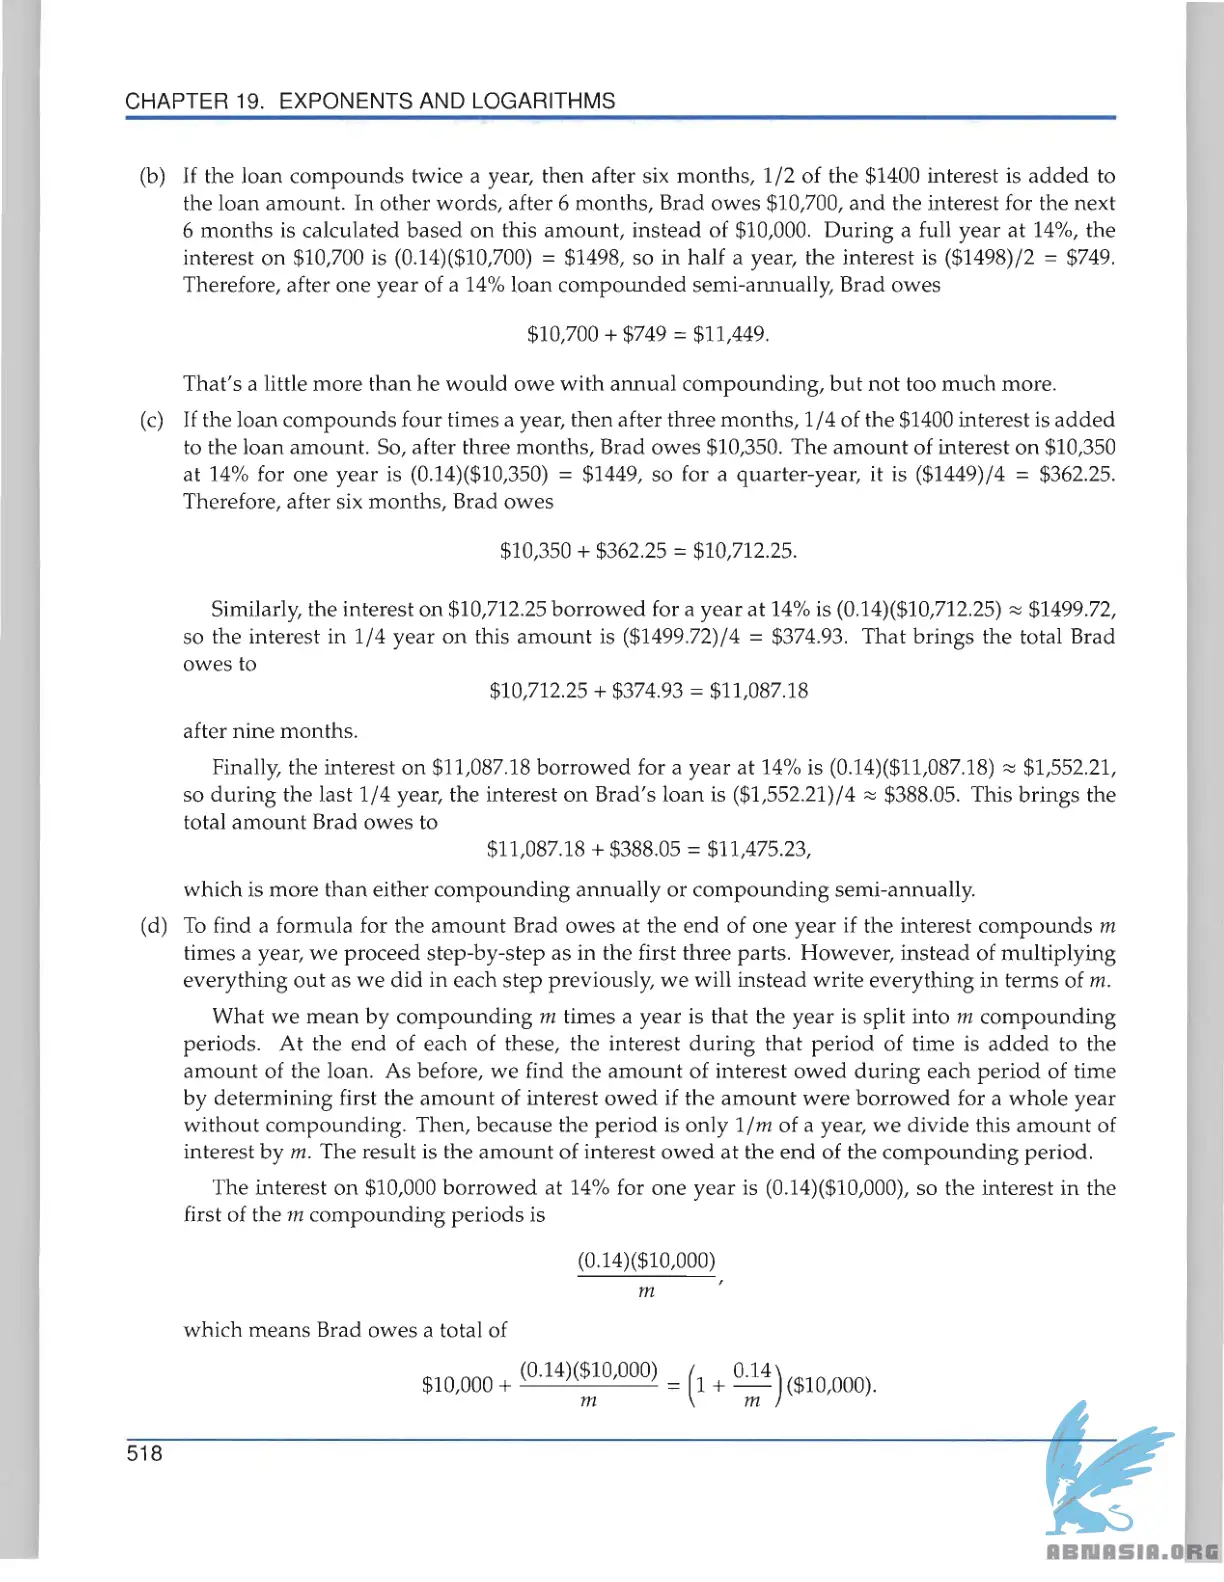 CHAPTER 19. EXPONENTS AND LOGARITHMS
(b) If the loan compounds twice a year, then after six months, 1/2 of the $1400 interest is added to
the loan amount. In other words, after 6 months, Brad owes $10,700, and the interest for the next
6 months is calculated based on this amount, instead of $10,000. During a full year at 14%, the
interest on $10,700 is (0.14)($10,700) = $1498, so in half a year, the interest is ($1498)/2 = $749.
Therefore, after one year of a 14% loan compounded semi-annually, Brad owes
$10,700 + $749 = $11,449.
That's a little more than he would owe with annual compounding, but not too much more.
(c) If the loan compounds four times a year, then after three months, 1/4 of the $1400 interest is added
to the loan amount. So, after three months, Brad owes $10,350. The amount of interest on $10,350
at 14% for one year is (0.14)($10,350) = $1449, so for a quarter-year, it is ($1449)/4 = $362.25.
Therefore, after six months, Brad owes
$10,350 + $362.25 = $10,712.25.
Similarly, the interest on $10,712.25 borrowed for a year at 14% is (0.14)($10,712.25) ≈ $1499.72,
so the interest in 1/4 year on this amount is ($1499.72)/4 = $374.93. That brings the total Brad
owes to
$10,712.25 + $374.93 = $11,087.18
after nine months.
Finally, the interest on $11,087.18 borrowed for a year at 14% is (0.14)($11,087.18) ≈ $1,552.21,
so during the last 1/4 year, the interest on Brad's loan is ($1,552.21)/4 ≈ $388.05. This brings the
total amount Brad owes to
$11,087.18 + $388.05 = $11,475.23,
which is more than either compounding annually or compounding semi-annually.
(d) To find a formula for the amount Brad owes at the end of one year if the interest compounds m
times a year, we proceed step-by-step as in the first three parts. However, instead of multiplying
everything out as we did in each step previously, we will instead write everything in terms of m.
What we mean by compounding m times a year is that the year is split into m compounding
periods. At the end of each of these, the interest during that period of time is added to the
amount of the loan. As before, we find the amount of interest owed during each period of time
by determining first the amount of interest owed if the amount were borrowed for a whole year
without compounding. Then, because the period is only 1/m of a year, we divide this amount of
interest by m. The result is the amount of interest owed at the end of the compounding period.
The interest on $10,000 borrowed at 14% for one year is (0.14)($10,000), so the interest in the
first of the m compounding periods is
(0.14)($10,000)
m ,
which means Brad owes a total of
$10,000 + (0.14)($10,000)/m = (1 + 0.14/m)($10,000).
518
ABNASIA.ORG